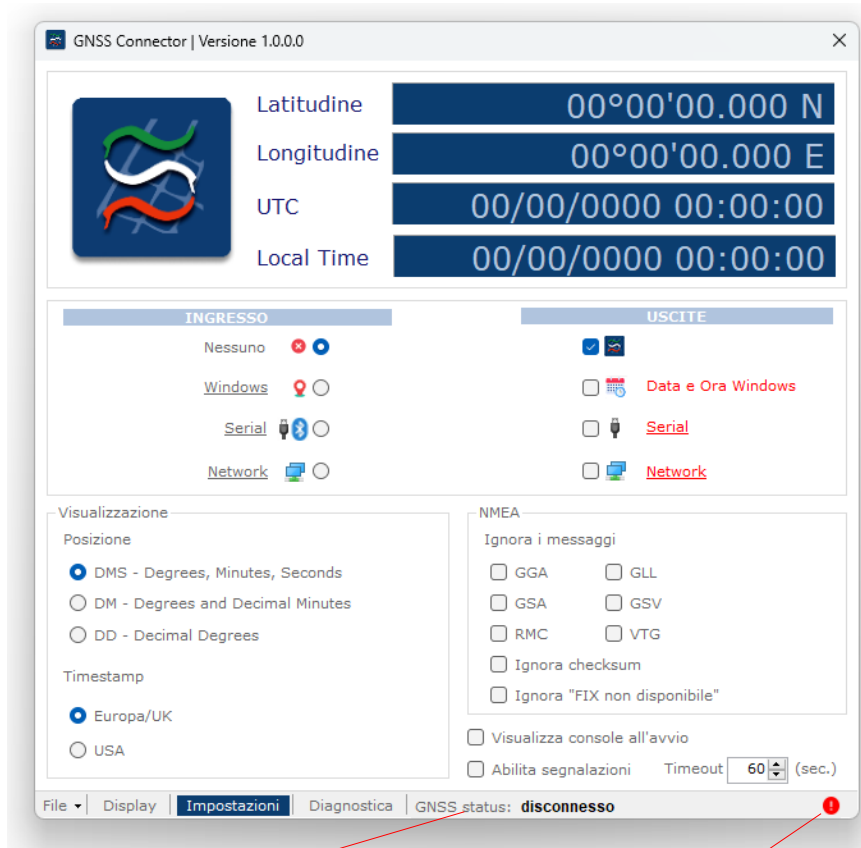 GNSS Connector | Versione 1.0.0.0
Latitudine 00°00'00.000 N
Longitudine 00°00'00.000 E
UTC 00/00/0000 00:00:00
Local Time 00/00/0000 00:00:00
INGRESSO USCITE
Nessuno
Windows Data e Ora Windows
Serial Serial
Network Network
Visualizzazione NMEA
Posizione Ignora i messaggi
DMS - Degrees, Minutes, Seconds GGA GLL
DM - Degrees and Decimal Minutes GSA GSV
DD - Decimal Degrees RMC VTG
Ignora checksum
Timestamp
Ignora "FIX non disponibile"
Europa/UK
Visualizza console all'avvio
USA
Abilita segnalazioni Timeout 60 (sec.)
File Display Impostazioni Diagnostica GNSS status: disconnesso